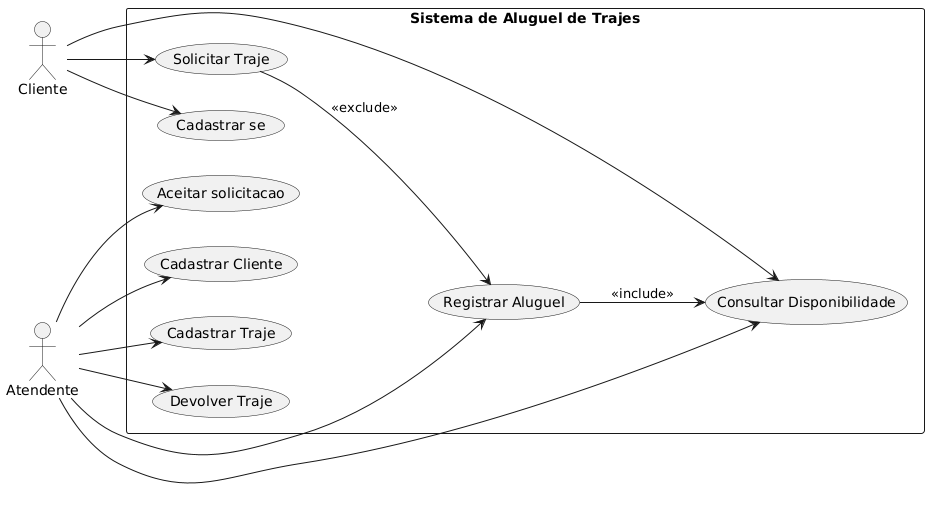 Sistema de Aluguel de Trajes
Cliente
Solicitar Traje
«exclude»
Cadastrar se
Aceitar solicitacao
Cadastrar Cliente
Registrar Aluguel
«include»
Consultar Disponibilidade
Cadastrar Traje
Atendente
Devolver Traje